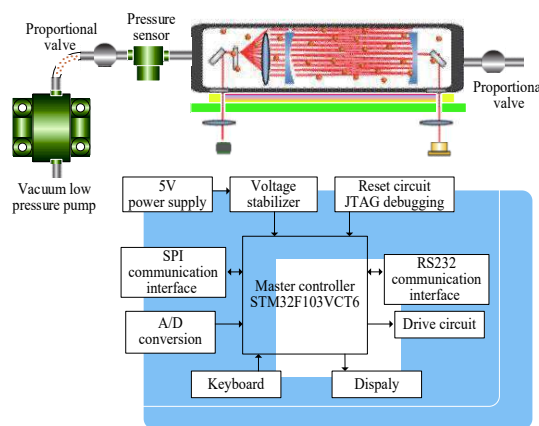 Proportional
valve
Pressure
sensor
Proportional
valve
Vacuum low
pressure pump
5V
power supply
Voltage
stabilizer
Reset circuit
JTAG debugging
SPI
communication
interface
Master controller
STM32F103VCT6
RS232
communication
interface
A/D
conversion
Drive circuit
Keyboard
Dispaly